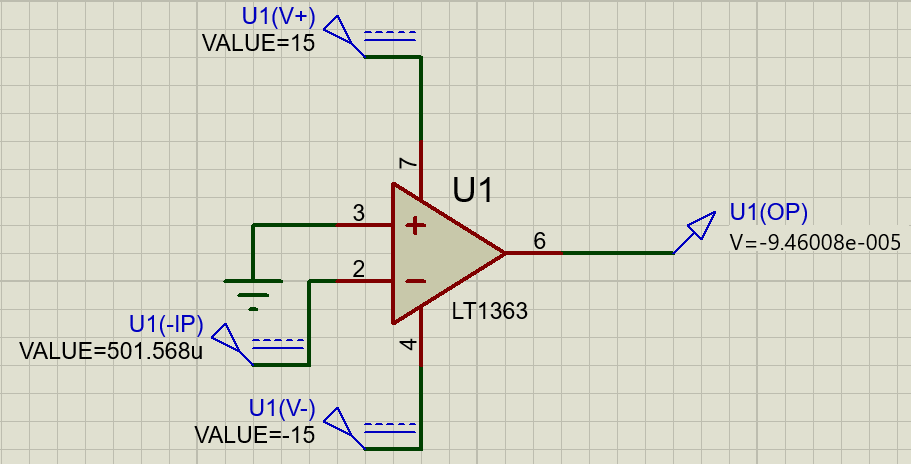 U1(V+)
VALUE=15
7
U1
3
+
6
U1(OP)
V=-9.46008e-005
2
−
LT1363
U1(-IP)
VALUE=501.568u
4
U1(V-)
VALUE=-15